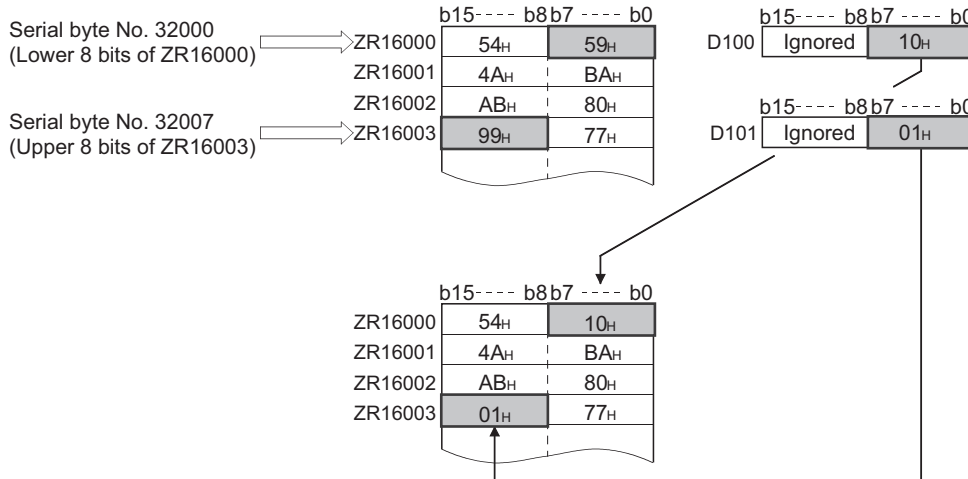 b15---- b8 b7 ---- b0
b15---- b8 b7 ---- b0
Serial byte No. 32000
(Lower 8 bits of ZR16000)
ZR16000 54H 59H
D100 Ignored 10H
ZR16001 4AH BAH
ZR16002 ABH 80H
b15---- b8 b7 ---- b0
Serial byte No. 32007
(Upper 8 bits of ZR16003)
ZR16003 99H 77H
D101 Ignored 01H
b15---- b8 b7 ---- b0
ZR16000 54H 10H
ZR16001 4AH BAH
ZR16002 ABH 80H
ZR16003 01H 77H